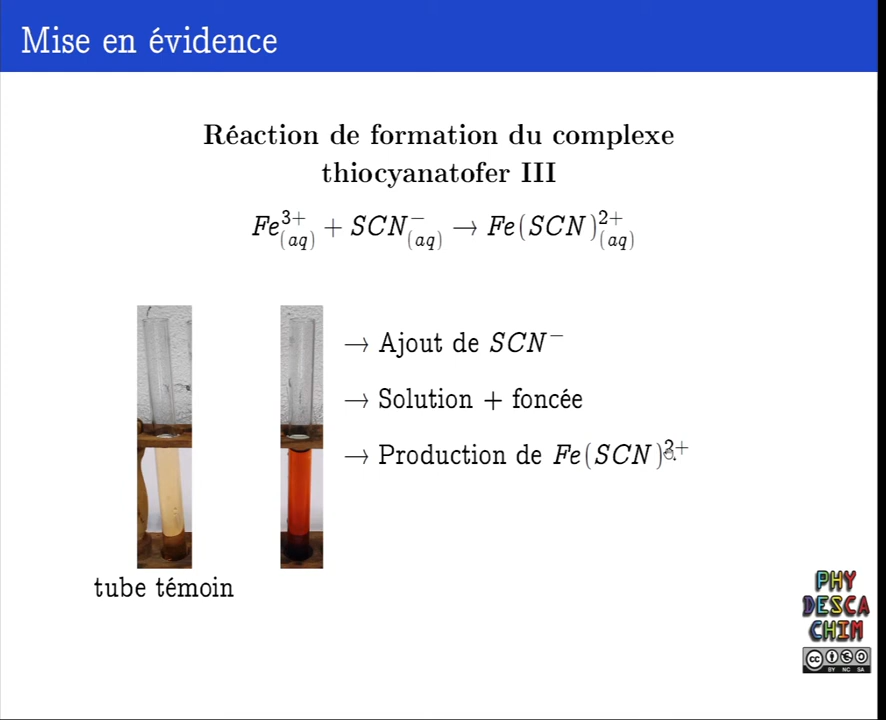 Mise en évidence
Réaction de formation du complexe
thiocyanatofer III
Fe³⁺(aq) + SCN⁻(aq) → Fe(SCN)²⁺(aq)
→ Ajout de SCN⁻
→ Solution + foncée
→ Production de Fe(SCN)²⁺
tube témoin
PHY
DESCA
CHIM
cc
BY NC SA